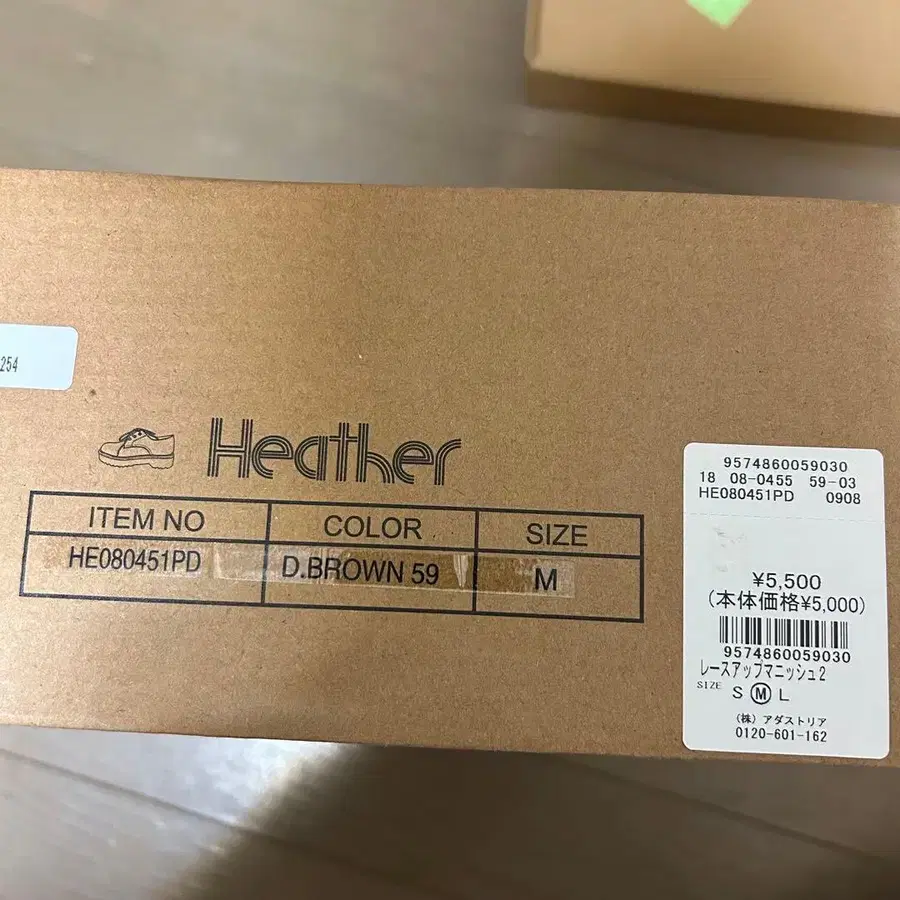 254
Heather
ITEM NO COLOR SIZE
HE080451PD D.BROWN 59 M
9574860059030
18 08-0455 59-03
HE080451PD 0908
¥5,500
(本体価格¥5,000)
9574860059030
レースアップマニッシュ2
SIZE S M L
(株) アダストリア
0120-601-162